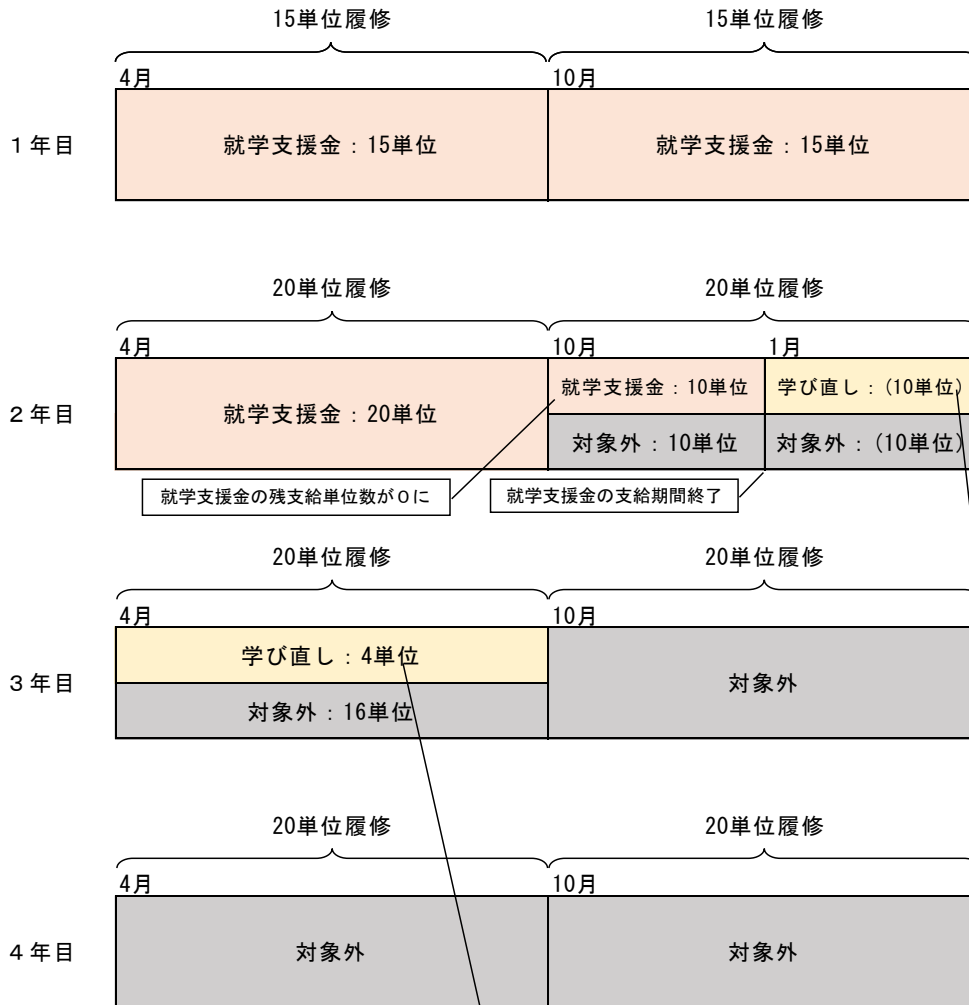 15単位履修 15単位履修
4月 10月
１年目 就学支援金：15単位 就学支援金：15単位
20単位履修 20単位履修
4月 10月 1月
２年目 就学支援金：20単位 就学支援金：10単位 学び直し：(10単位)
対象外：10単位 対象外：(10単位)
就学支援金の残支給単位数が０に 就学支援金の支給期間終了
20単位履修 20単位履修
4月 10月
３年目 学び直し：4単位 対象外
対象外：16単位
20単位履修 20単位履修
4月 10月
４年目 対象外 対象外